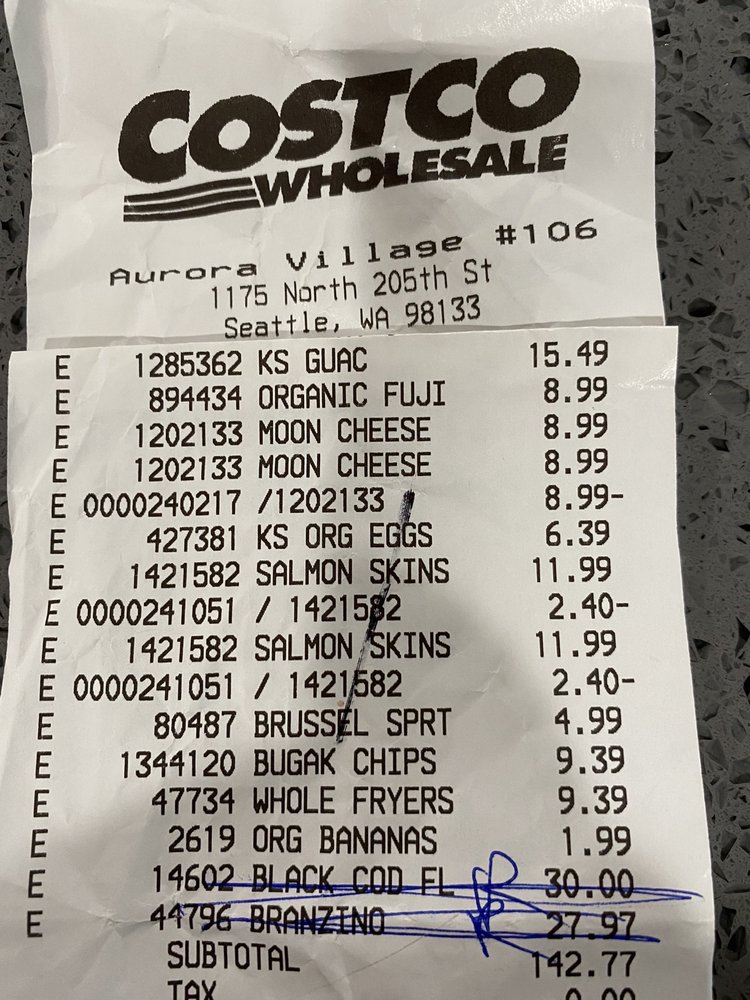 COSTCO
WHOLESALE
Aurora Village #106
1175 North 205th St
Seattle, WA 98133
E 1285362 KS GUAC 15.49
E 894434 ORGANIC FUJI 8.99
E 1202133 MOON CHEESE 8.99
E 1202133 MOON CHEESE 8.99
E 0000240217 /1202133 8.99-
E 427381 KS ORG EGGS 6.39
E 1421582 SALMON SKINS 11.99
E 0000241051 / 1421582 2.40-
E 1421582 SALMON SKINS 11.99
E 0000241051 / 1421582 2.40-
E 80487 BRUSSEL SPRT 4.99
E 1344120 BUGAK CHIPS 9.39
E 47734 WHOLE FRYERS 9.39
E 2619 ORG BANANAS 1.99
E 14602 BLACK COD FL 30.00
E 44796 BRANZINO 27.97
SUBTOTAL 142.77
TAX 0.00